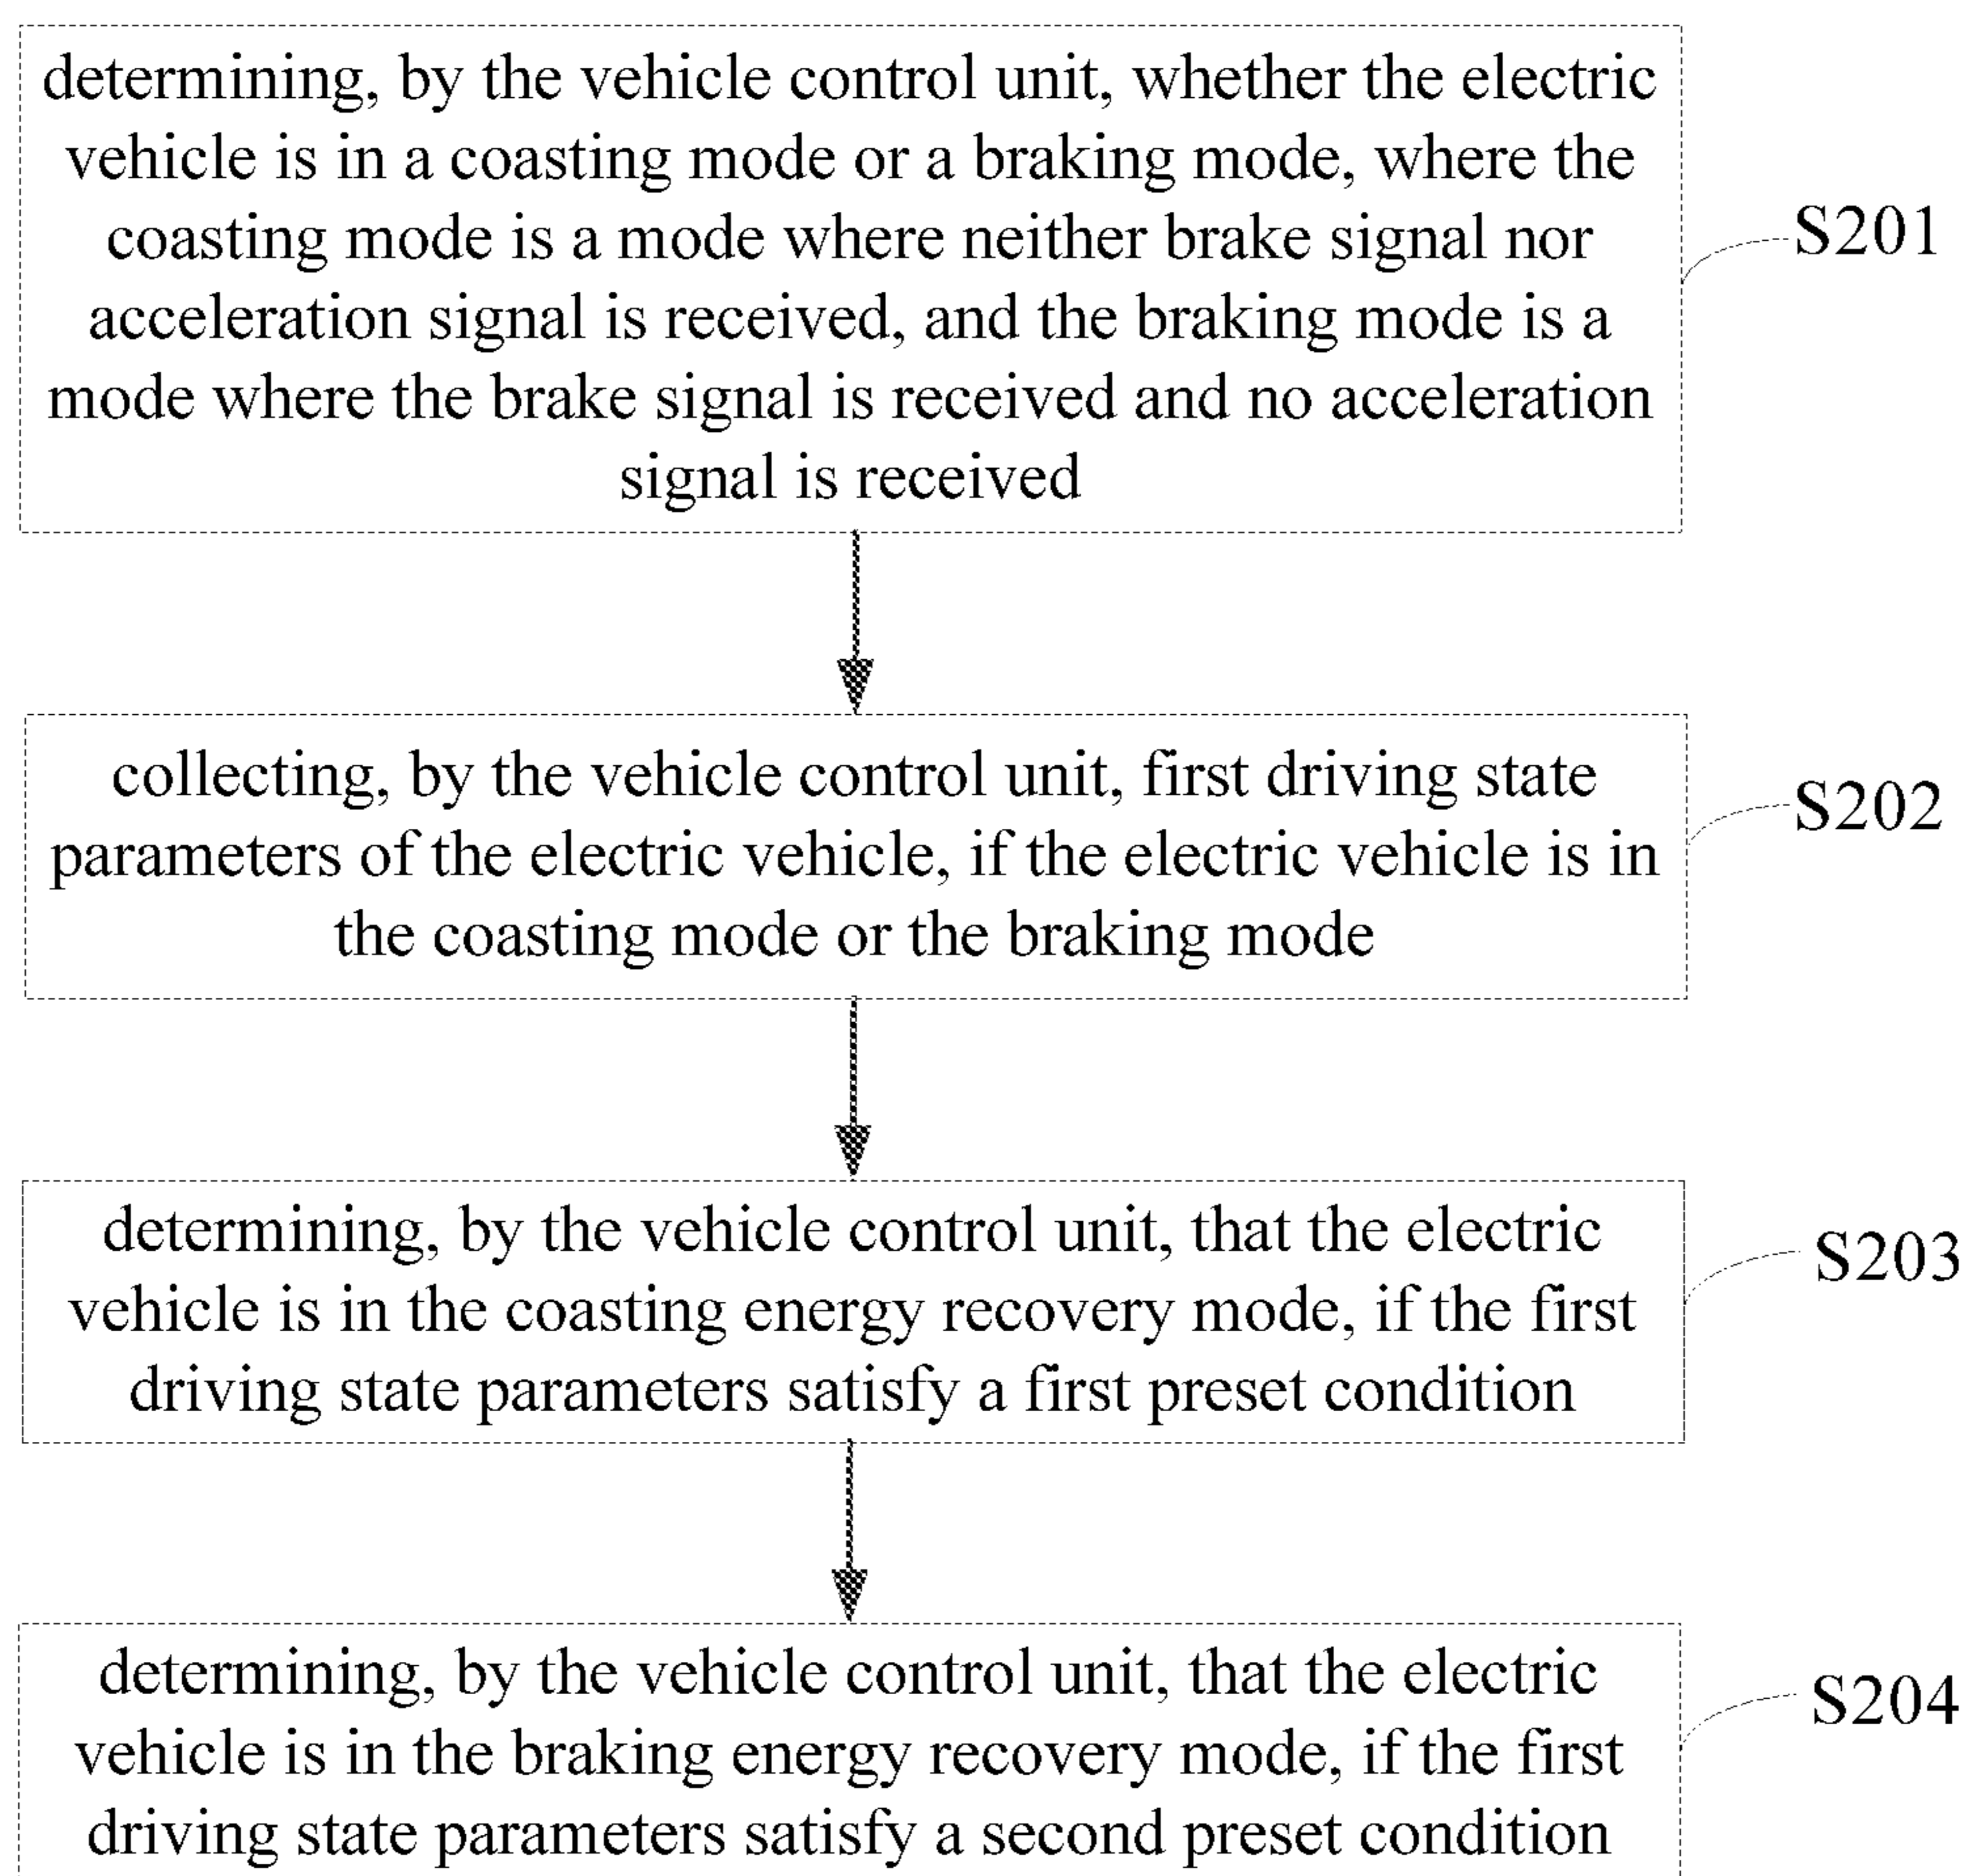 determining, by the vehicle control unit, whether the electric
vehicle is in a coasting mode or a braking mode, where the
coasting mode is a mode where neither brake signal nor
acceleration signal is received, and the braking mode is a
mode where the brake signal is received and no acceleration
signal is received
S201
collecting, by the vehicle control unit, first driving state
parameters of the electric vehicle, if the electric vehicle is in
the coasting mode or the braking mode
S202
determining, by the vehicle control unit, that the electric
vehicle is in the coasting energy recovery mode, if the first
driving state parameters satisfy a first preset condition
S203
determining, by the vehicle control unit, that the electric
vehicle is in the braking energy recovery mode, if the first
driving state parameters satisfy a second preset condition
S204